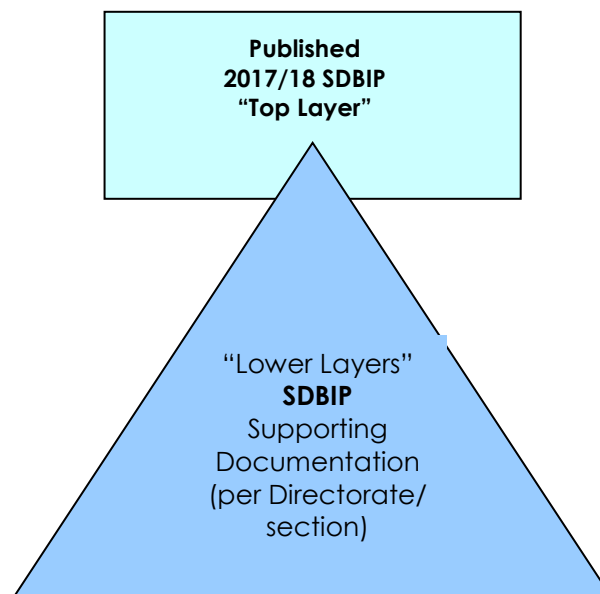 Published
2017/18 SDBIP
“Top Layer”
“Lower Layers”
SDBIP
Supporting
Documentation
(per Directorate/
section)